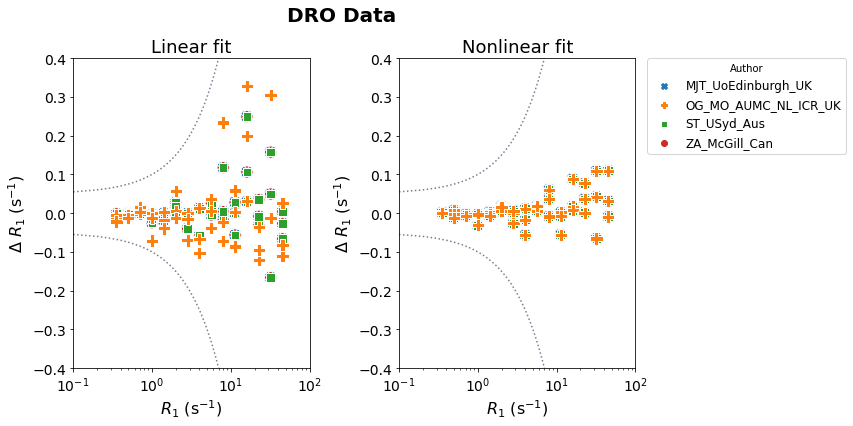 DRO Data
Linear fit
0.4
0.3
0.2
0.1
0.0
−0.1
−0.2
−0.3
−0.4
Δ R₁ (s⁻¹)
10⁻¹
10⁰
10¹
10²
R₁ (s⁻¹)
Nonlinear fit
0.4
0.3
0.2
0.1
0.0
−0.1
−0.2
−0.3
−0.4
Δ R₁ (s⁻¹)
10⁻¹
10⁰
10¹
10²
R₁ (s⁻¹)
Author
MJT_UoEdinburgh_UK
OG_MO_AUMC_NL_ICR_UK
ST_USyd_Aus
ZA_McGill_Can